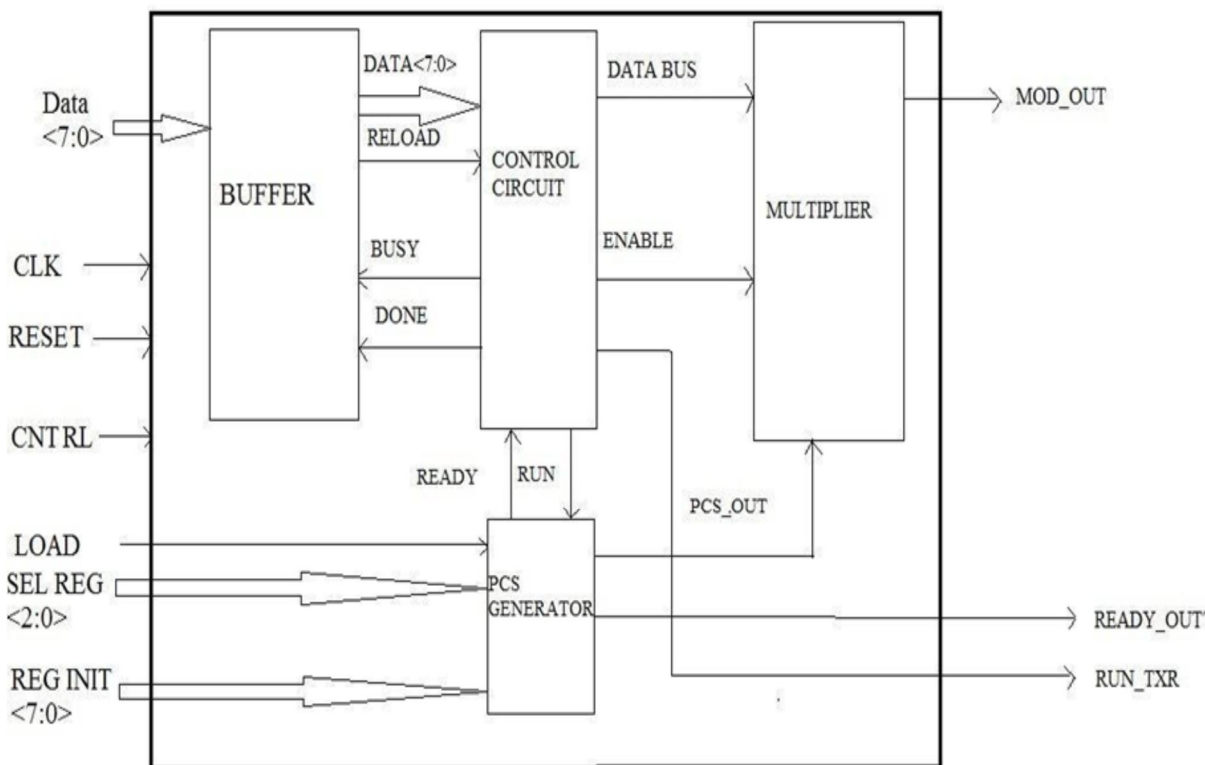 DATA<7:0>
DATA BUS
Data
<7:0>
MOD_OUT
RELOAD
CONTROL
CIRCUIT
BUFFER
MULTIPLIER
BUSY
ENABLE
CLK
DONE
RESET
CNTRL
READY
RUN
PCS_OUT
LOAD
SEL REG
<2:0>
PCS
GENERATOR
READY_OUT
REG INIT
<7:0>
RUN_TXR